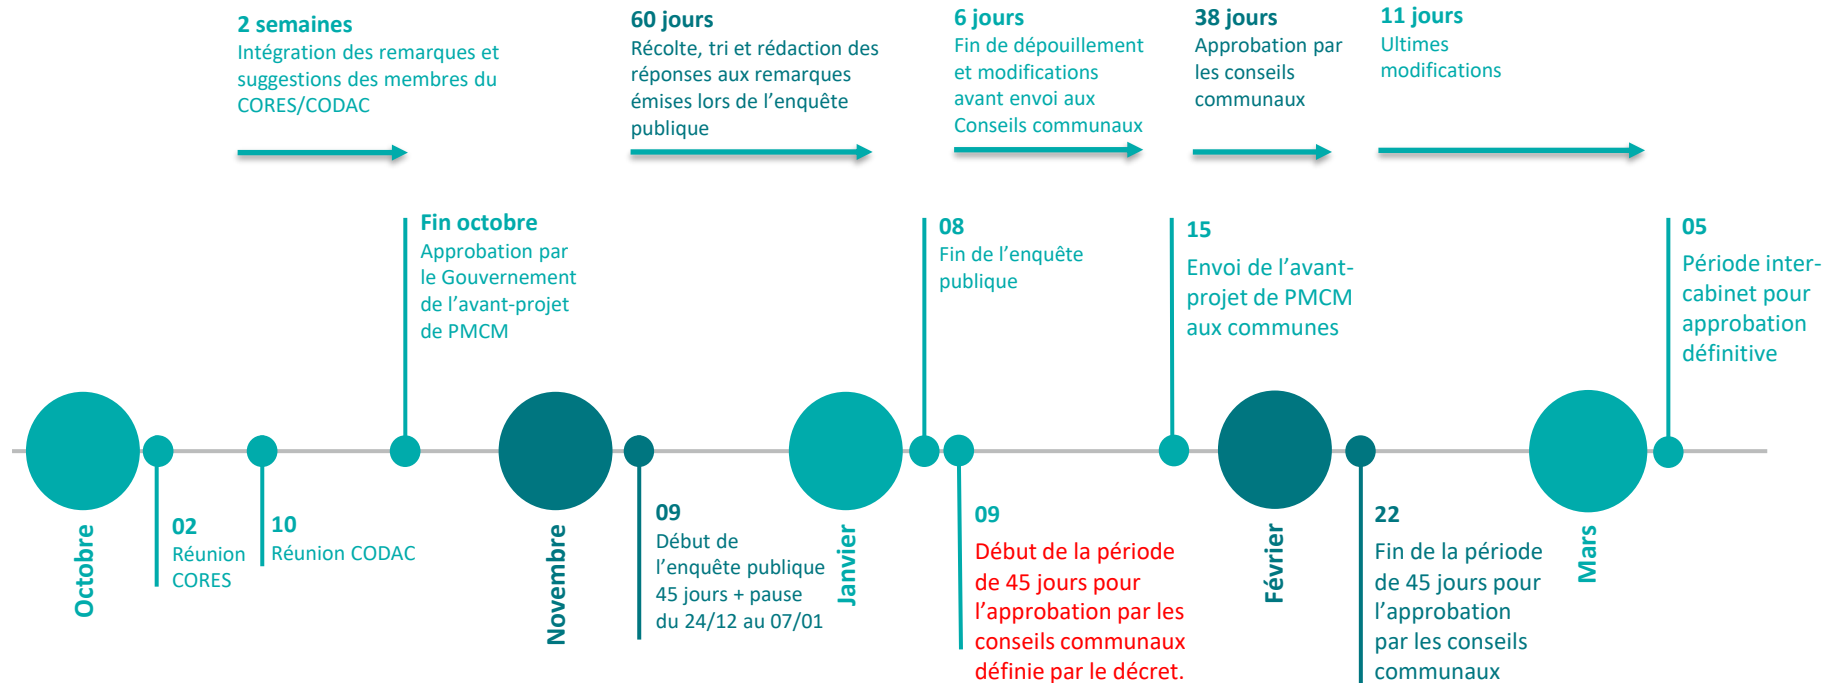 2 semaines
Intégration des remarques et
suggestions des membres du
CORES/CODAC
60 jours
Récolte, tri et rédaction des
réponses aux remarques
émises lors de l’enquête
publique
6 jours
Fin de dépouillement
et modifications
avant envoi aux
Conseils communaux
38 jours
Approbation par
les conseils
communaux
11 jours
Ultimes
modifications
Fin octobre
Approbation par
le Gouvernement
de l’avant-projet
de PMCM
08
Fin de l’enquête
publique
15
Envoi de l’avant-
projet de PMCM
aux communes
05
Période inter-
cabinet pour
approbation
définitive
Octobre
02
Réunion
CORES
10
Réunion CODAC
Novembre
09
Début de
l’enquête publique
45 jours + pause
du 24/12 au 07/01
Janvier
09
Début de la période
de 45 jours pour
l’approbation par les
conseils communaux
définie par le décret.
Février
22
Fin de la période
de 45 jours pour
l’approbation
par les conseils
communaux
Mars